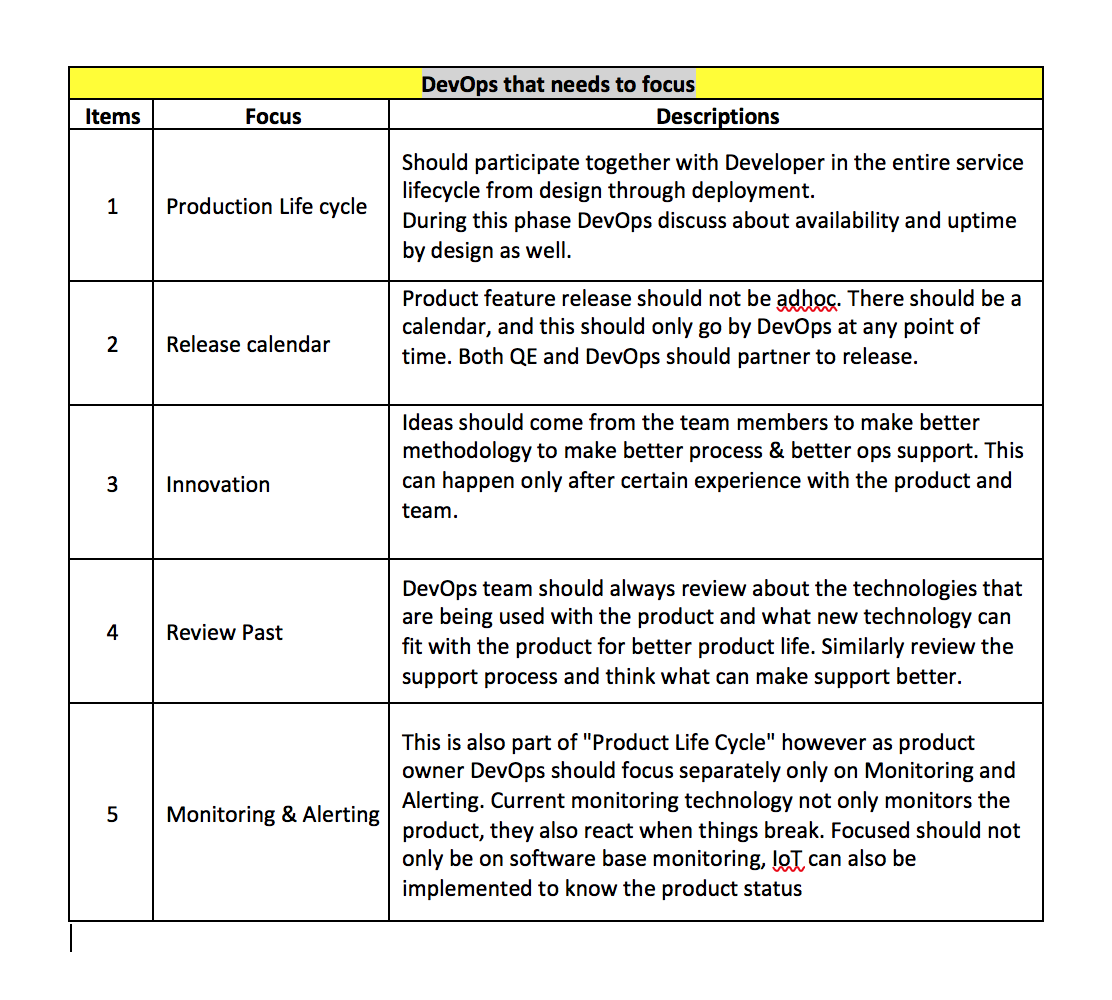 DevOps that needs to focus
Items Focus Descriptions
1 Production Life cycle
Should participate together with Developer in the entire service
lifecycle from design through deployment.
During this phase DevOps discuss about availability and uptime
by design as well.
2 Release calendar
Product feature release should not be adhoc. There should be a
calendar, and this should only go by DevOps at any point of
time. Both QE and DevOps should partner to release.
3 Innovation
Ideas should come from the team members to make better
methodology to make better process & better ops support. This
can happen only after certain experience with the product and
team.
4 Review Past
DevOps team should always review about the technologies that
are being used with the product and what new technology can
fit with the product for better product life. Similarly review the
support process and think what can make support better.
5 Monitoring & Alerting
This is also part of "Product Life Cycle" however as product
owner DevOps should focus separately only on Monitoring and
Alerting. Current monitoring technology not only monitors the
product, they also react when things break. Focused should not
only be on software base monitoring, IoT can also be
implemented to know the product status